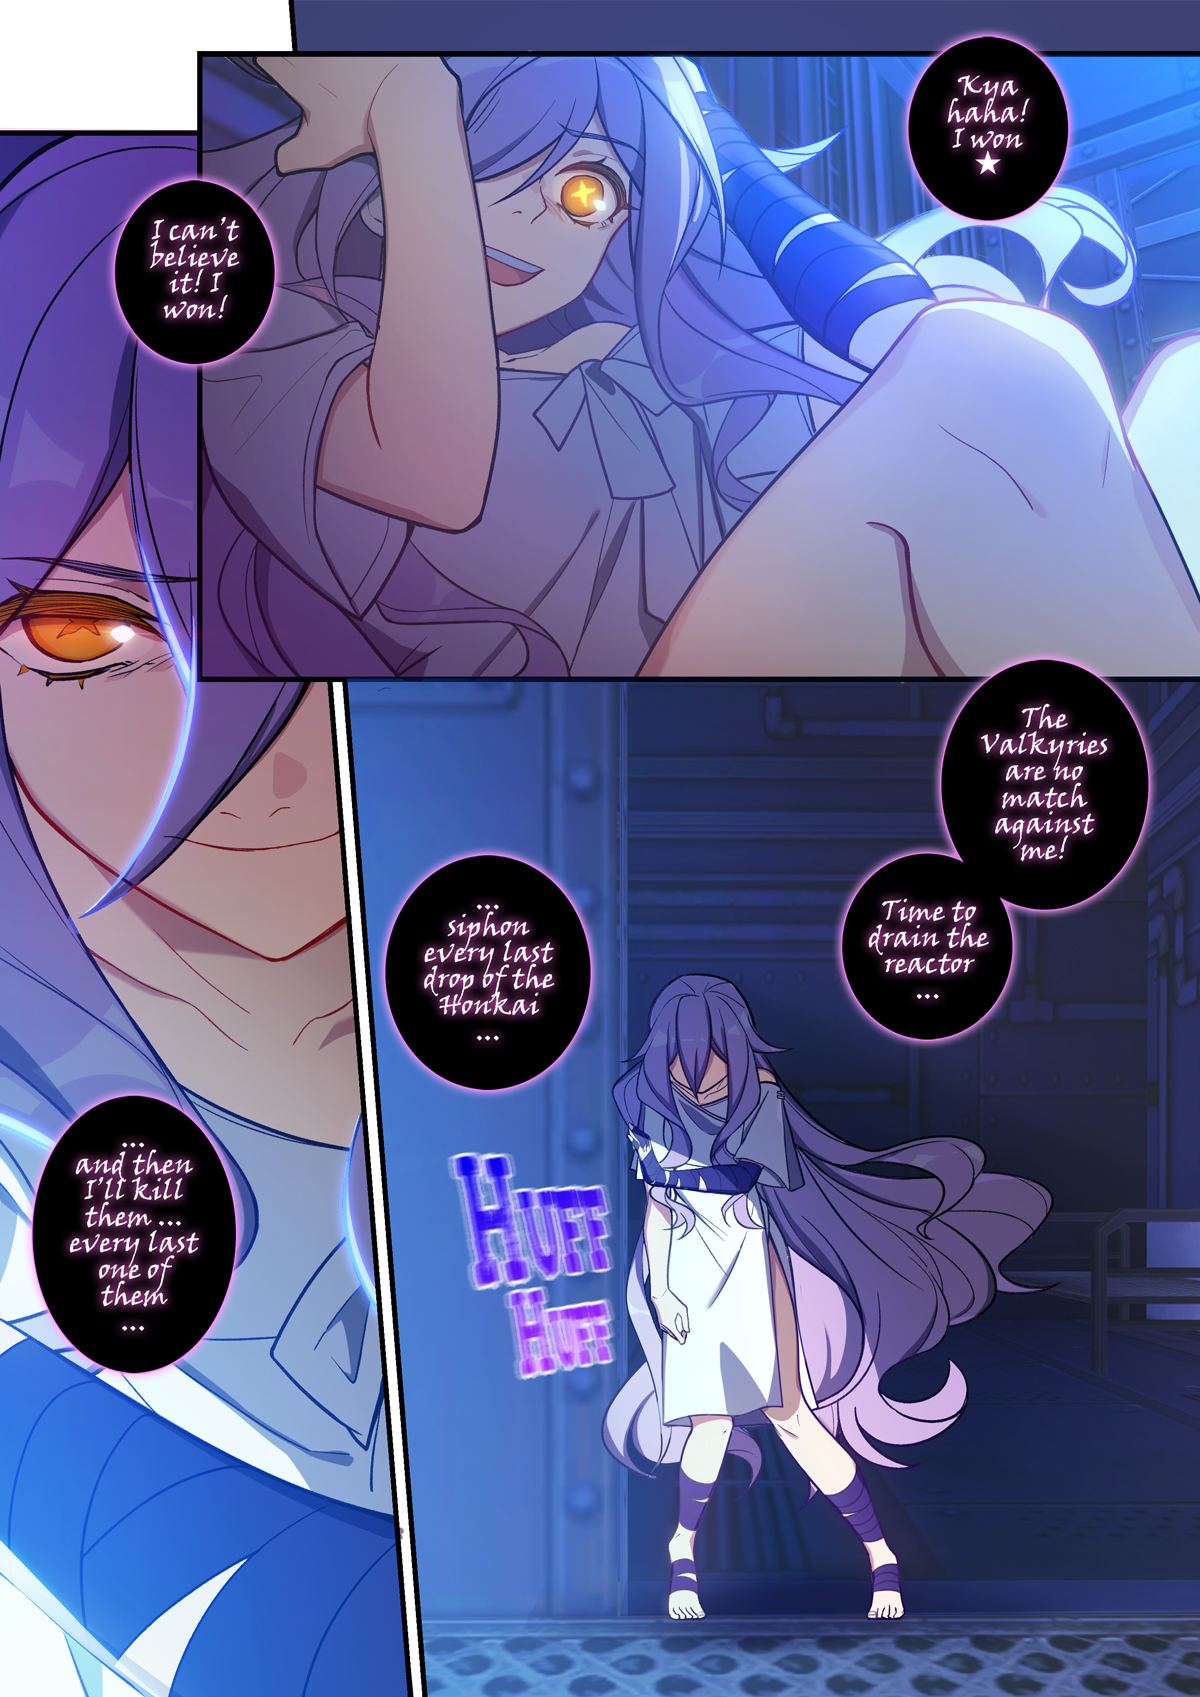 Kya
haha!
I won
★
I can't
believe
it! I
won!
The
Valkyries
are no
match
against
me!
Time to
drain the
reactor
...
...
siphon
every last
drop of the
Honkai
...
HUFF
HUFF
...
and then
I'll kill
them ...
every last
one of
them
...